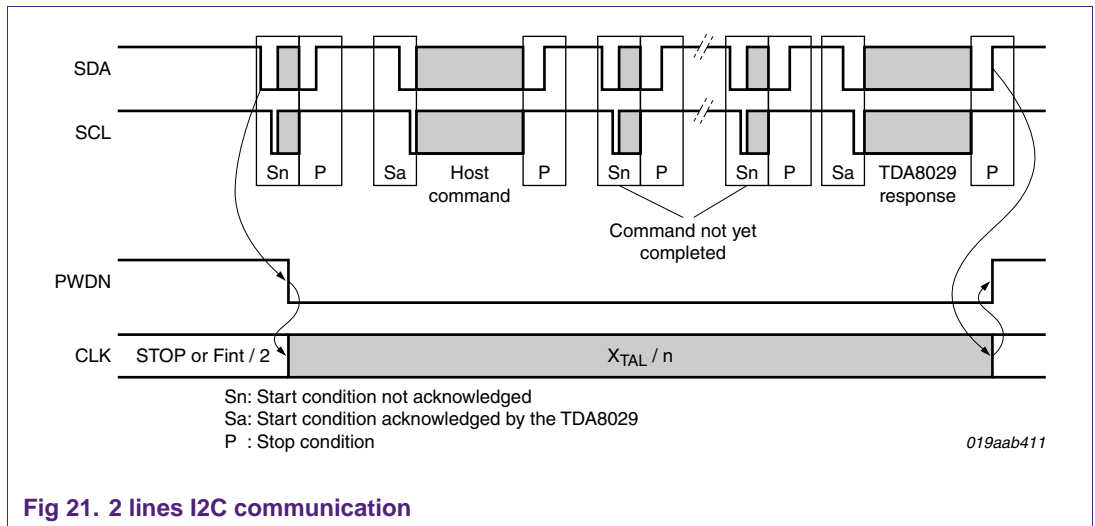 SDA
SCL
Sn P Sa Host command P Sn P Sn P Sa TDA8029 response P
Command not yet completed
PWDN
CLK STOP or Fint / 2 XTAL / n
Sn: Start condition not acknowledged
Sa: Start condition acknowledged by the TDA8029
P : Stop condition
019aab411
Fig 21. 2 lines I2C communication